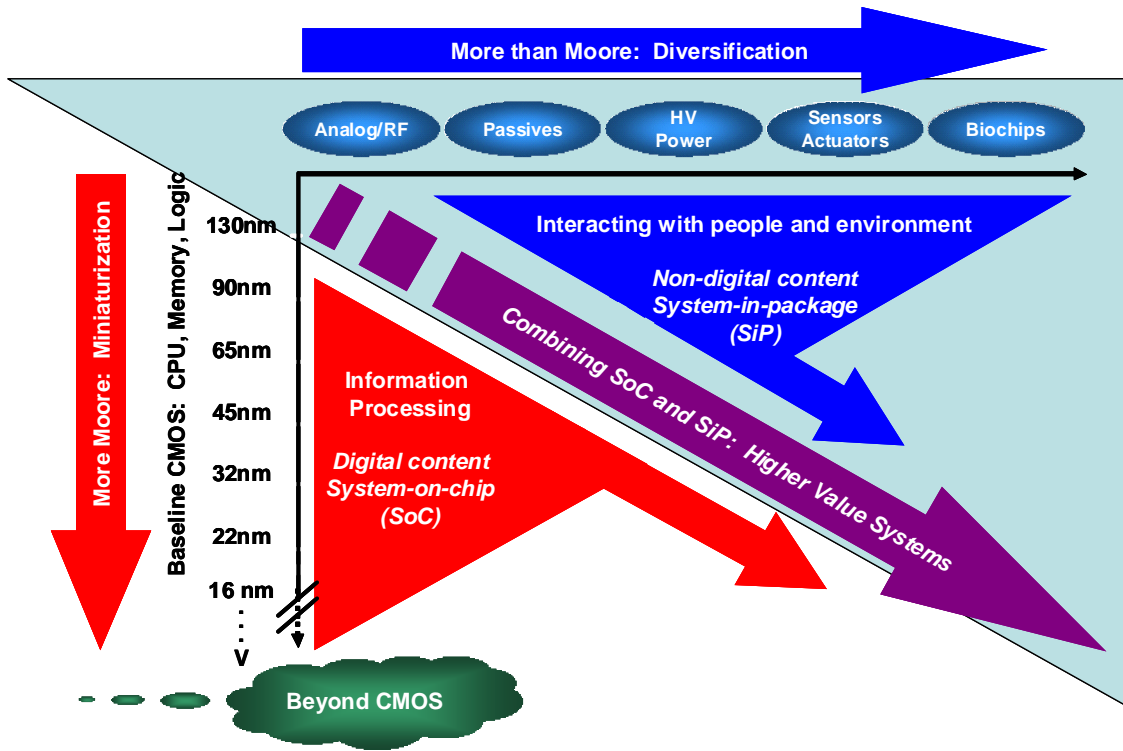 More than Moore:  Diversification
Analog/RF
Passives
HV
Power
Sensors
Actuators
Biochips
More Moore:  Miniaturization
Baseline CMOS:  CPU, Memory, Logic
130nm
90nm
65nm
45nm
32nm
22nm
16 nm
V
Interacting with people and environment
Non-digital content
System-in-package
(SiP)
Combining SoC and SiP:  Higher Value Systems
Information
Processing
Digital content
System-on-chip
(SoC)
Beyond CMOS